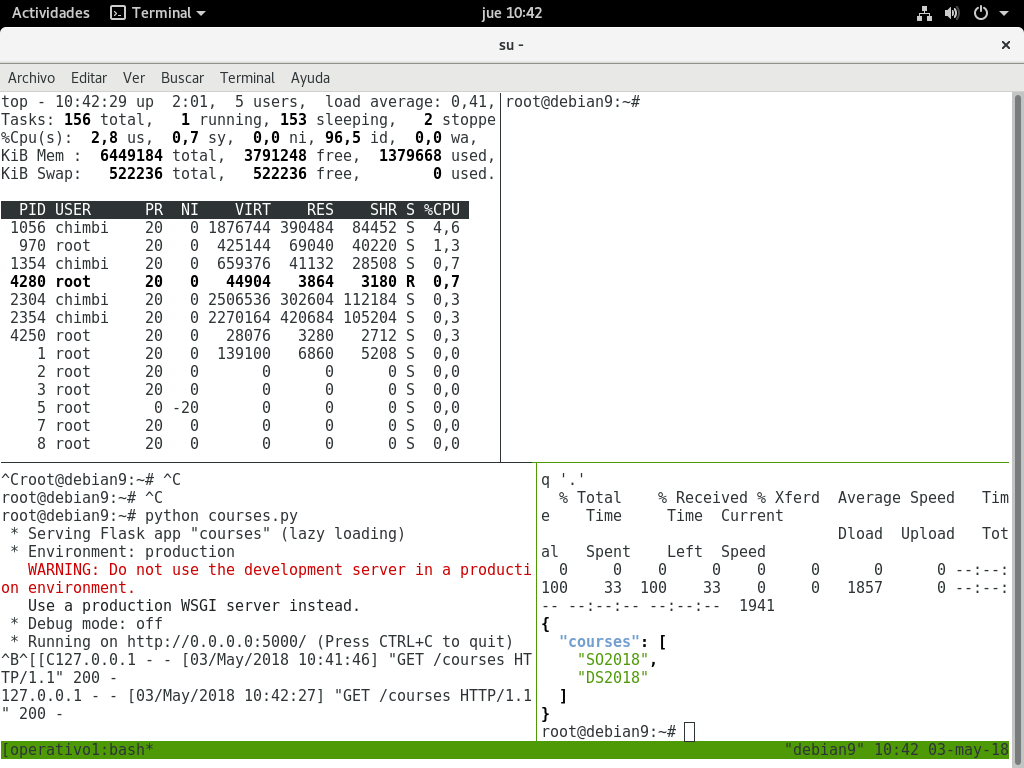 Actividades Terminal jue 10:42
su -
Archivo Editar Ver Buscar Terminal Ayuda
top - 10:42:29 up  2:01,  5 users,  load average: 0,41,
Tasks: 156 total,   1 running, 153 sleeping,   2 stoppe
%Cpu(s):  2,8 us,  0,7 sy,  0,0 ni, 96,5 id,  0,0 wa,
KiB Mem :  6449184 total,  3791248 free,  1379668 used,
KiB Swap:   522236 total,   522236 free,        0 used.
  PID USER      PR  NI    VIRT    RES    SHR S %CPU
 1056 chimbi    20   0 1876744 390484  84452 S  4,6
  970 root      20   0  425144  69040  40220 S  1,3
 1354 chimbi    20   0  659376  41132  28508 S  0,7
 4280 root      20   0   44904   3864   3180 R  0,7
 2304 chimbi    20   0 2506536 302604 112184 S  0,3
 2354 chimbi    20   0 2270164 420684 105204 S  0,3
 4250 root      20   0   28076   3280   2712 S  0,3
    1 root      20   0  139100   6860   5208 S  0,0
    2 root      20   0       0      0      0 S  0,0
    3 root      20   0       0      0      0 S  0,0
    5 root       0 -20       0      0      0 S  0,0
    7 root      20   0       0      0      0 S  0,0
    8 root      20   0       0      0      0 S  0,0
root@debian9:~#
^Croot@debian9:~# ^C
root@debian9:~# ^C
root@debian9:~# python courses.py
 * Serving Flask app "courses" (lazy loading)
 * Environment: production
   WARNING: Do not use the development server in a producti
on environment.
   Use a production WSGI server instead.
 * Debug mode: off
 * Running on http://0.0.0.0:5000/ (Press CTRL+C to quit)
^B^[[C127.0.0.1 - - [03/May/2018 10:41:46] "GET /courses HT
TP/1.1" 200 -
127.0.0.1 - - [03/May/2018 10:42:27] "GET /courses HTTP/1.1
" 200 -
q '.'
  % Total    % Received % Xferd  Average Speed   Tim
e    Time     Time  Current
                                 Dload  Upload   Tot
al   Spent    Left  Speed
  0     0    0     0    0     0      0      0 --:--:
100    33  100    33    0     0   1857      0 --:--:
-- --:--:-- --:--:--  1941
{
  "courses": [
    "SO2018",
    "DS2018"
  ]
}
root@debian9:~#
[operativo1:bash* "debian9" 10:42 03-may-18